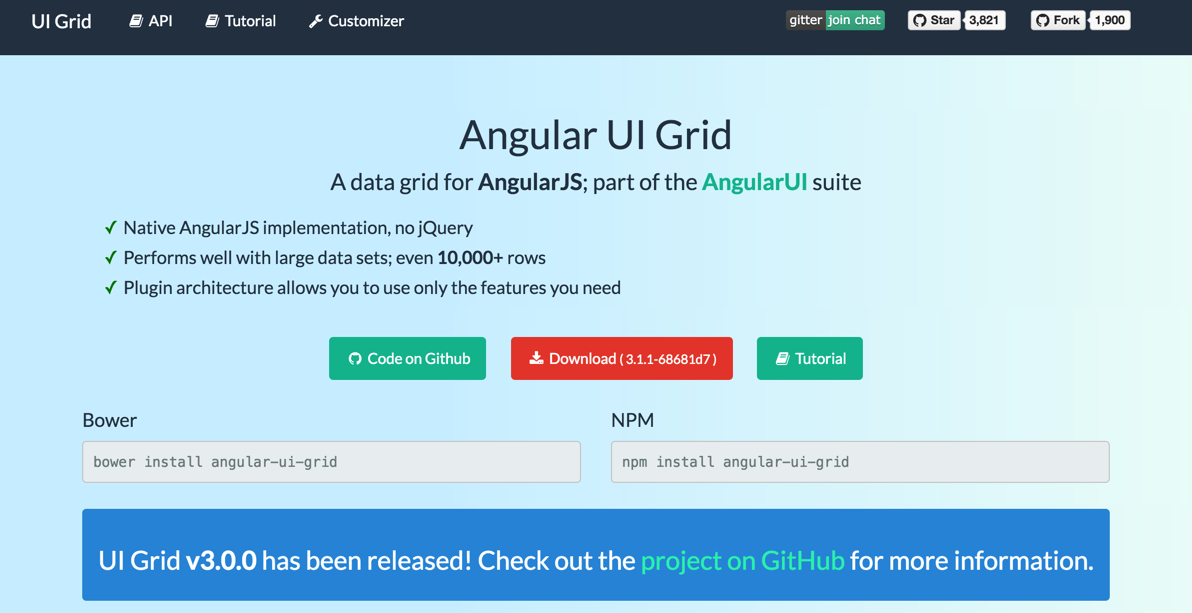 UI Grid API Tutorial Customizer gitter join chat Star 3,821 Fork 1,900
Angular UI Grid
A data grid for AngularJS; part of the AngularUI suite
✓ Native AngularJS implementation, no jQuery
✓ Performs well with large data sets; even 10,000+ rows
✓ Plugin architecture allows you to use only the features you need
Code on Github Download ( 3.1.1-68681d7 ) Tutorial
Bower NPM
bower install angular-ui-grid npm install angular-ui-grid
UI Grid v3.0.0 has been released! Check out the project on GitHub for more information.